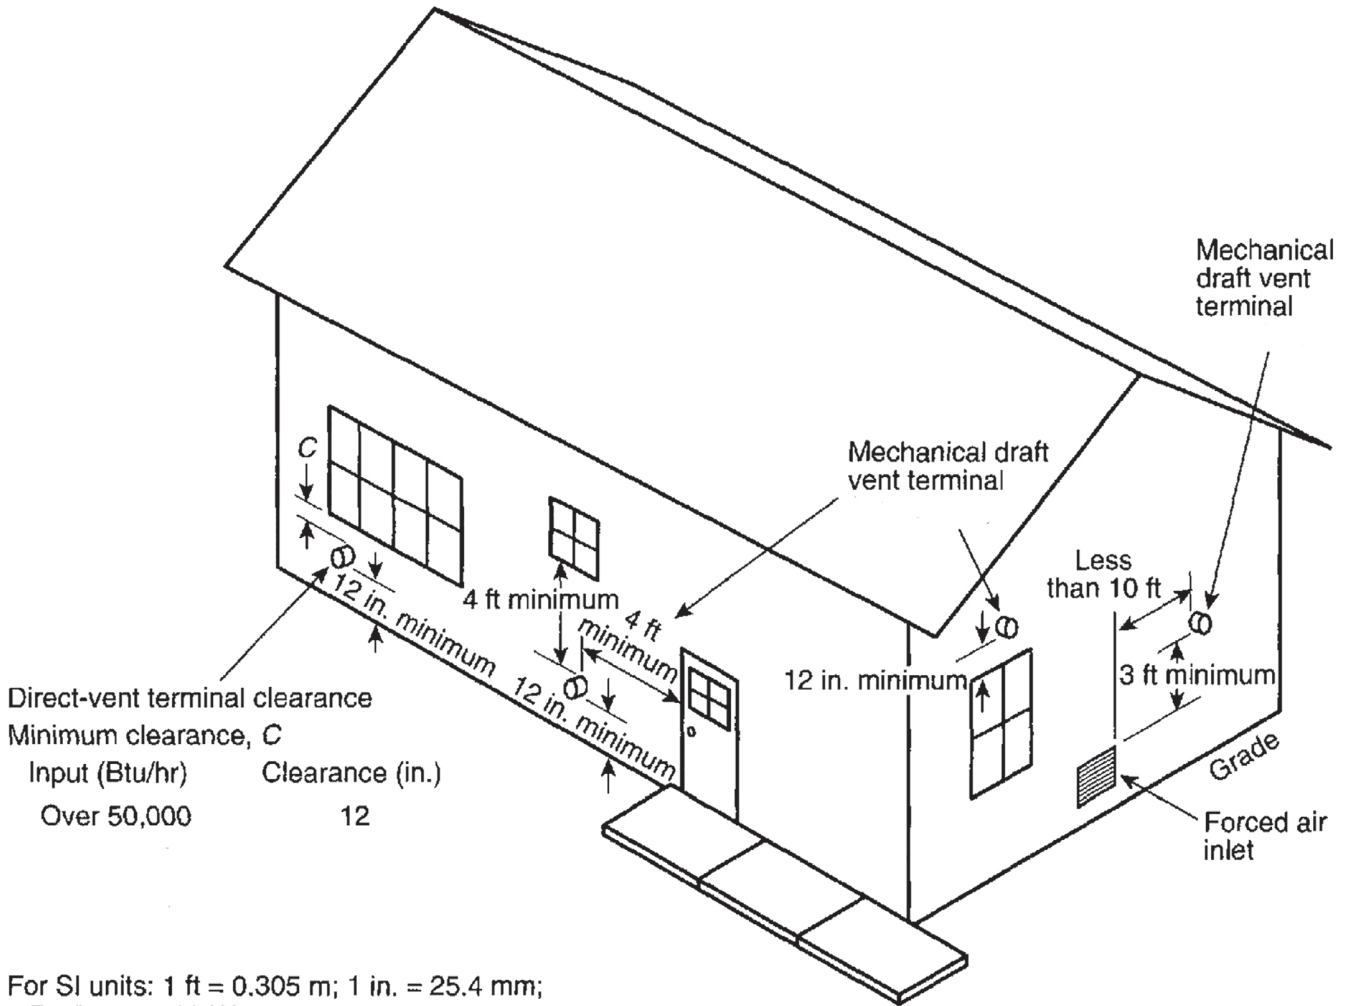 Mechanical
draft vent
terminal
Mechanical draft
vent terminal
C
Less
than 10 ft
12 in. minimum
4 ft minimum
4 ft
minimum
12 in. minimum
12 in. minimum
3 ft minimum
Direct-vent terminal clearance
Minimum clearance, C
Input (Btu/hr) Clearance (in.)
Over 50,000 12
Grade
Forced air
inlet
For SI units: 1 ft = 0.305 m; 1 in. = 25.4 mm;